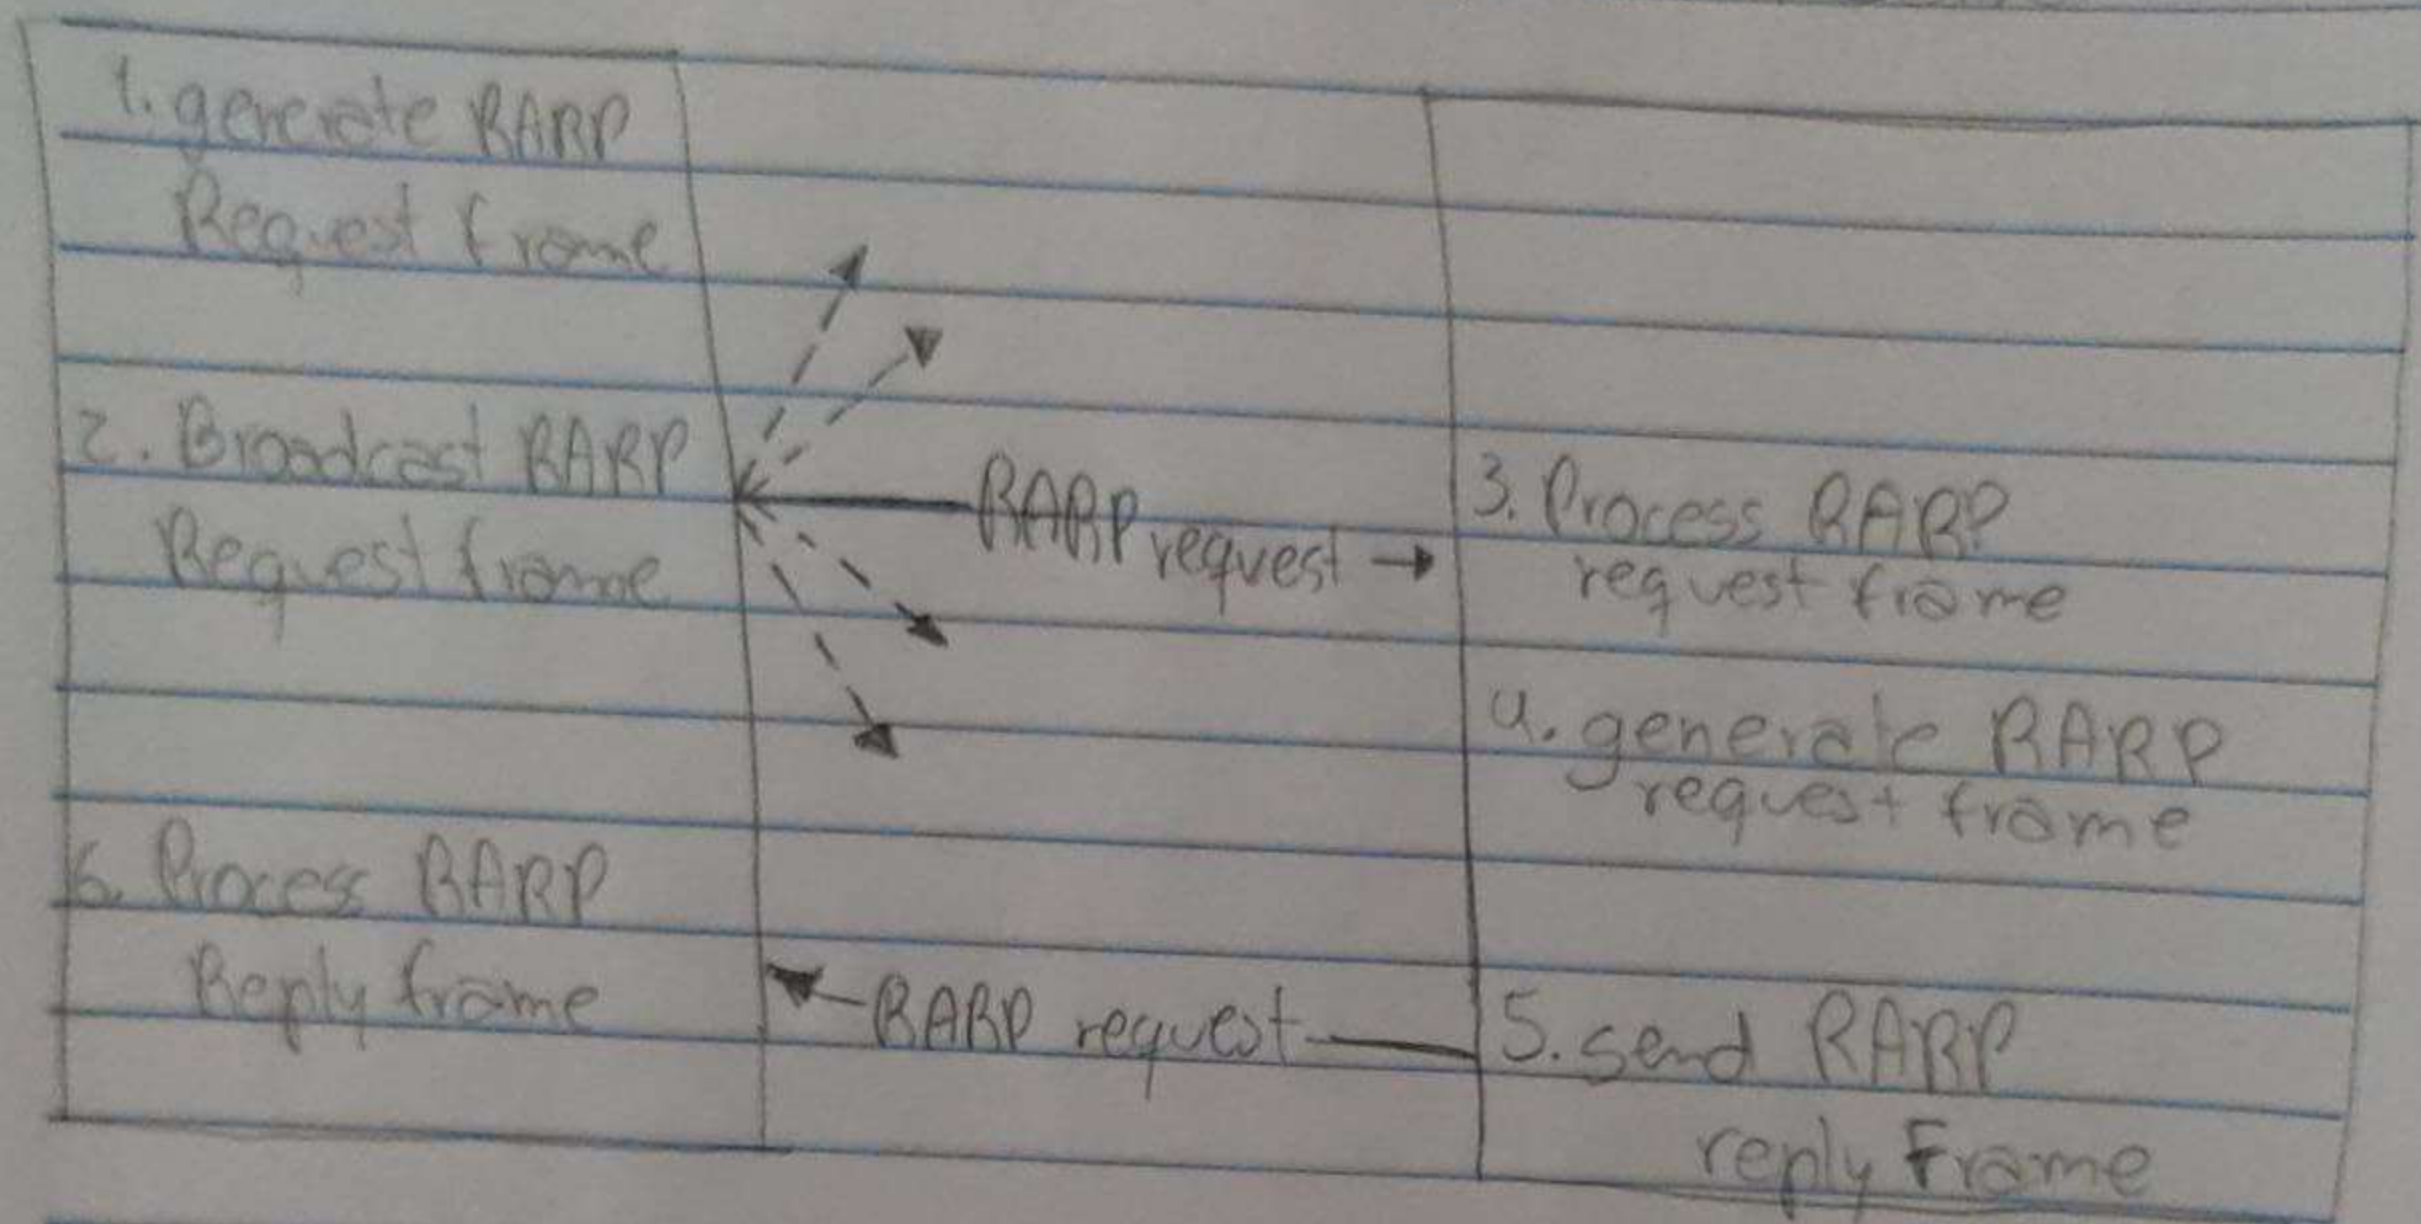 1. generate RARP
Request frame
2. Broadcast RARP
Request frame
RARP request
3. Process RARP
request frame
4. generate RARP
request frame
6. Process RARP
Reply frame
RARP request
5. send RARP
reply Frame